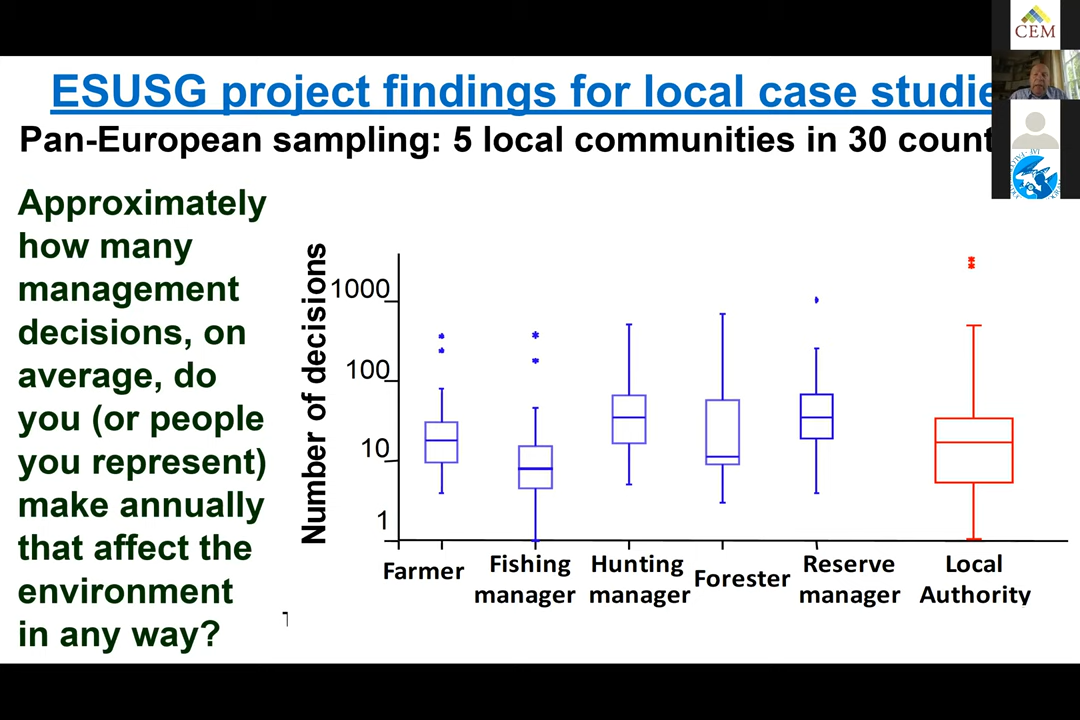 CEM
ESUSG project findings for local case studie
Pan-European sampling: 5 local communities in 30 count
Approximately
how many
management
decisions, on
average, do
you (or people
you represent)
make annually
that affect the
environment
in any way?
Number of decisions
1000
100
10
1
Farmer
Fishing
manager
Hunting
manager
Forester
Reserve
manager
Local
Authority